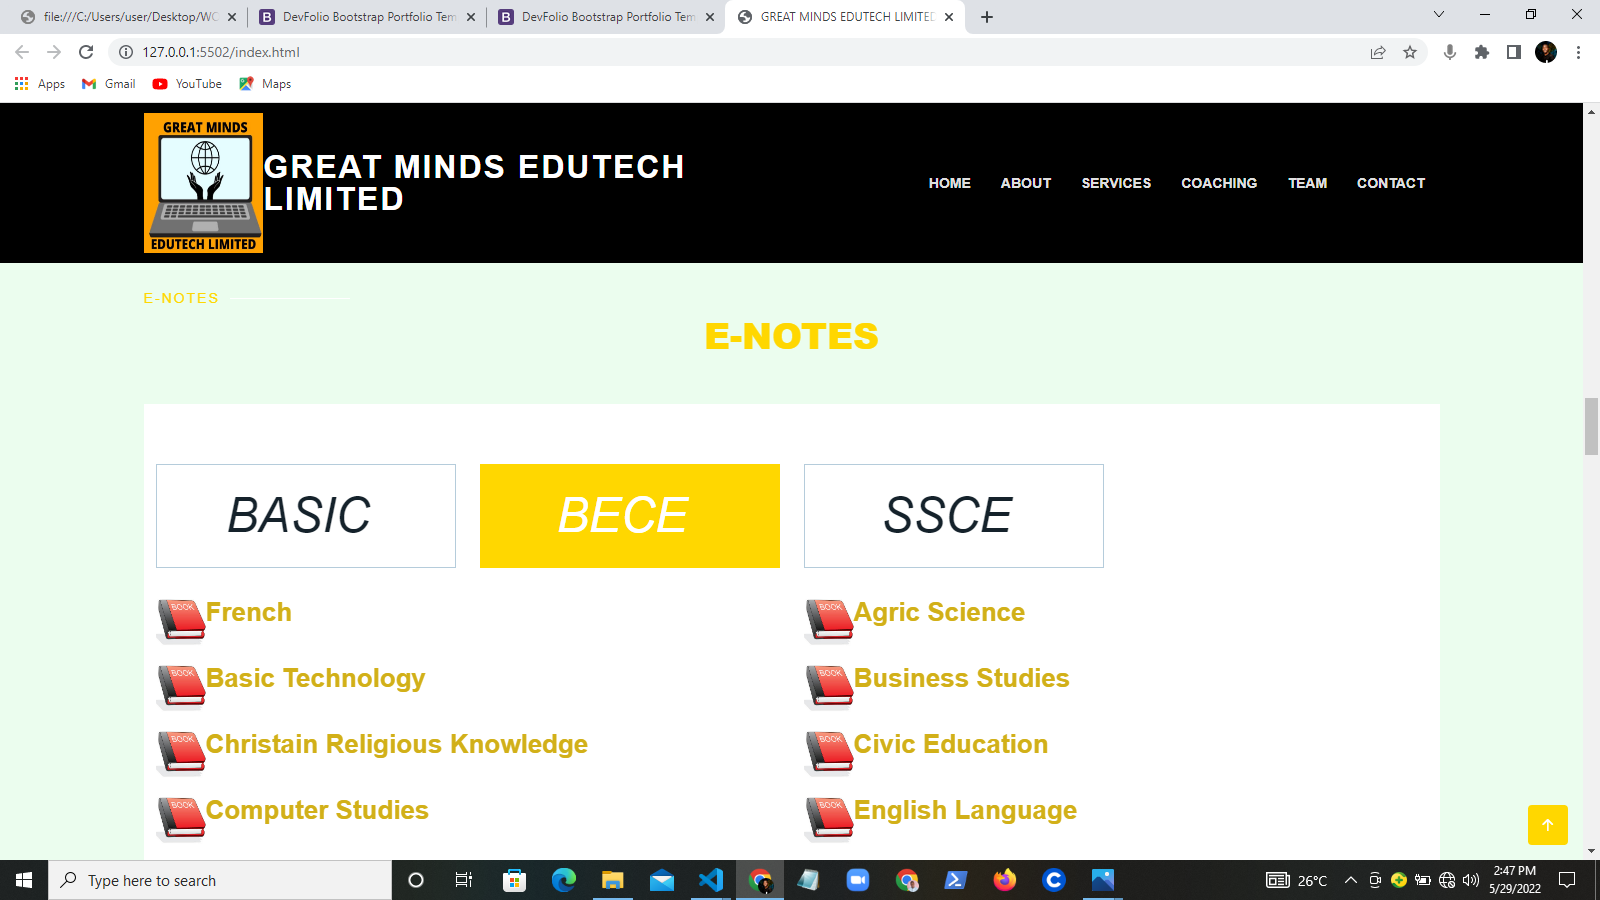 file:///C:/Users/user/Desktop/WC
DevFolio Bootstrap Portfolio Tem
DevFolio Bootstrap Portfolio Tem
GREAT MINDS EDUTECH LIMITED
127.0.0.1:5502/index.html
Apps
Gmail
YouTube
Maps
GREAT MINDS
EDUTECH LIMITED
GREAT MINDS EDUTECH
LIMITED
HOME
ABOUT
SERVICES
COACHING
TEAM
CONTACT
E-NOTES
E-NOTES
BASIC
BECE
SSCE
BOOK
French
BOOK
Agric Science
BOOK
Basic Technology
BOOK
Business Studies
BOOK
Christain Religious Knowledge
BOOK
Civic Education
BOOK
Computer Studies
BOOK
English Language
Type here to search
26°C
2:47 PM
5/29/2022